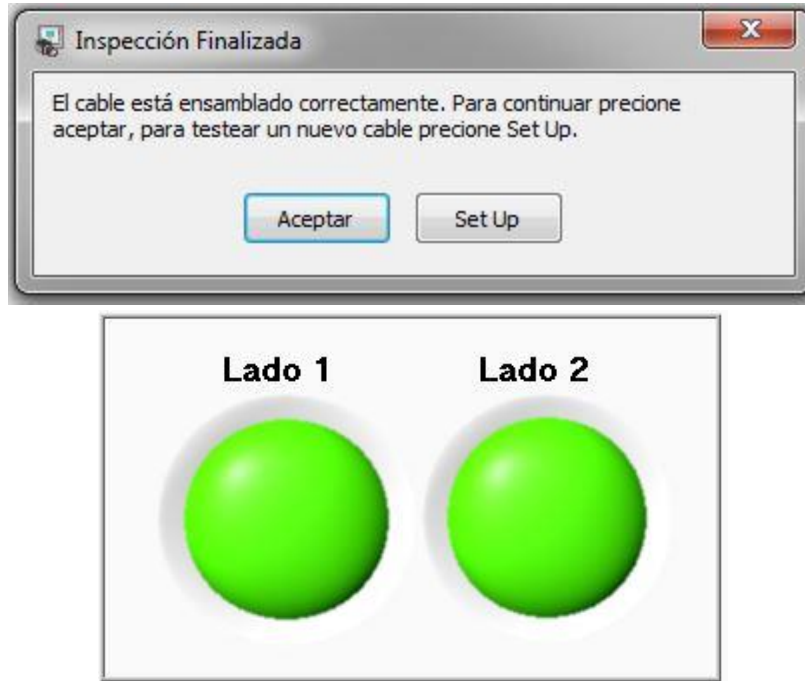 Inspección Finalizada
El cable está ensamblado correctamente. Para continuar precione
aceptar, para testear un nuevo cable precione Set Up.
Aceptar Set Up
Lado 1 Lado 2